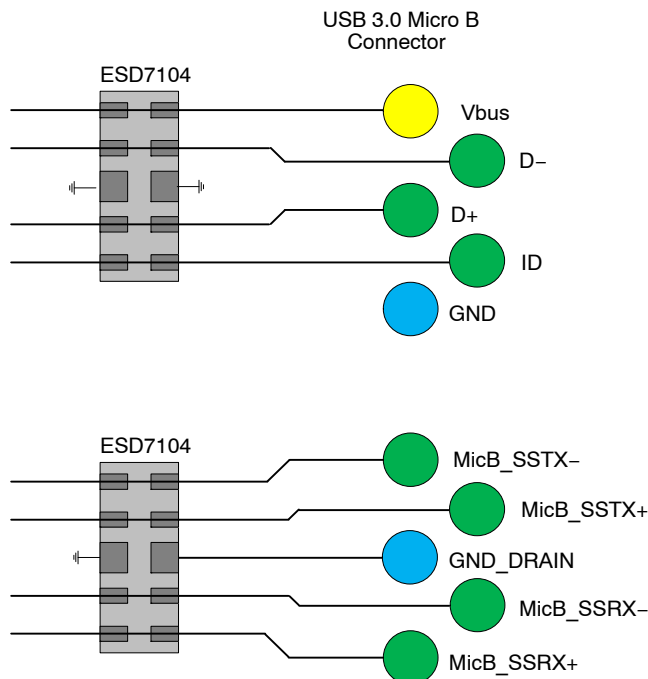 USB 3.0 Micro B
Connector
ESD7104
Vbus
D−
D+
ID
GND
ESD7104
MicB_SSTX−
MicB_SSTX+
GND_DRAIN
MicB_SSRX−
MicB_SSRX+